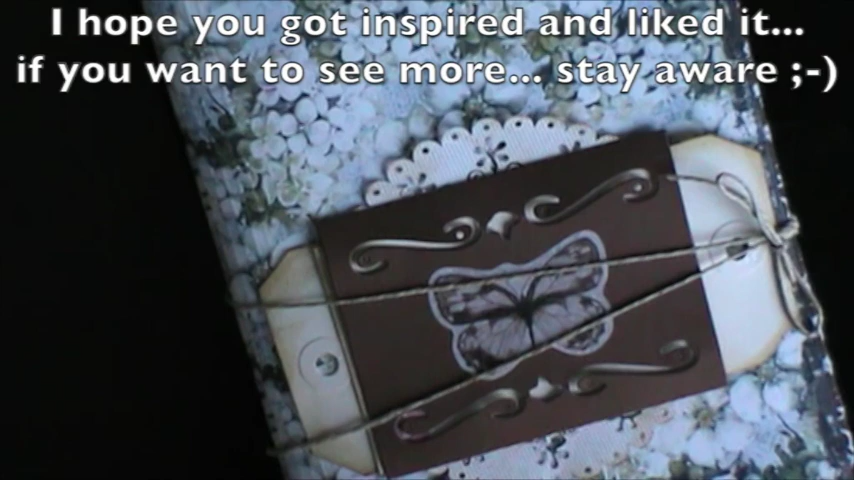 I hope you got inspired and liked it...
if you want to see more... stay aware ;-)